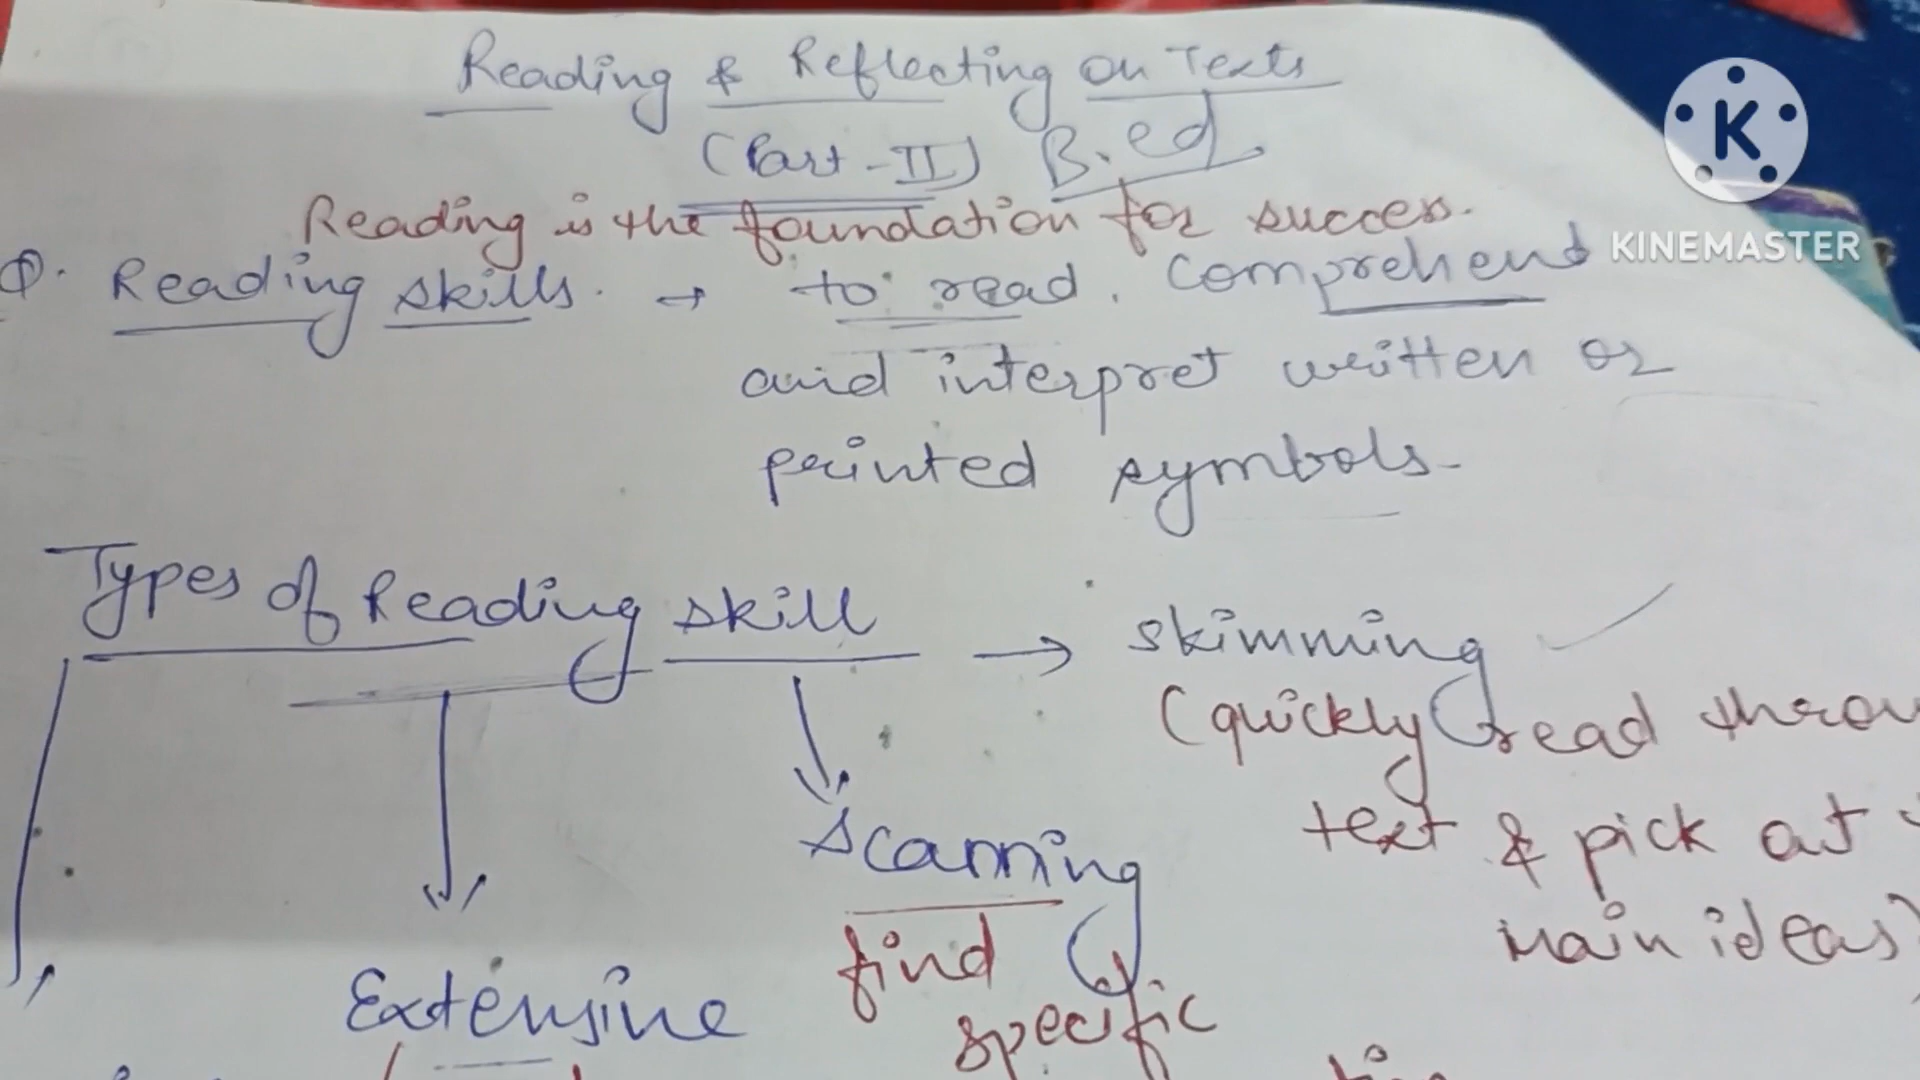 Reading & Reflecting on Texts
(Part-II) B.ed.
Reading is the foundation for success.
Q. Reading skills. → to read, comprehend
and interpret written or
printed symbols.
Types of Reading skill → skimming
(quickly read throu
text & pick out
main ideas)
Scanning
find
specific
Extensive
K
KINEMASTER